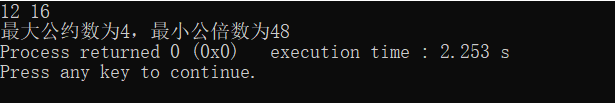 12 16
最大公约数为4，最小公倍数为48
Process returned 0 (0x0)   execution time : 2.253 s
Press any key to continue.